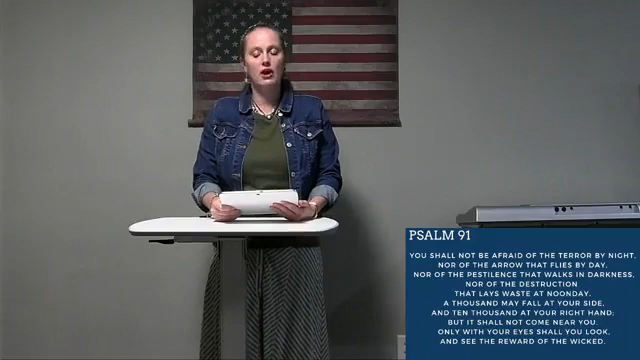 PSALM 91
YOU SHALL NOT BE AFRAID OF THE TERROR BY NIGHT,
NOR OF THE ARROW THAT FLIES BY DAY,
NOR OF THE PESTILENCE THAT WALKS IN DARKNESS,
NOR OF THE DESTRUCTION
THAT LAYS WASTE AT NOONDAY.
A THOUSAND MAY FALL AT YOUR SIDE,
AND TEN THOUSAND AT YOUR RIGHT HAND;
BUT IT SHALL NOT COME NEAR YOU.
ONLY WITH YOUR EYES SHALL YOU LOOK,
AND SEE THE REWARD OF THE WICKED.